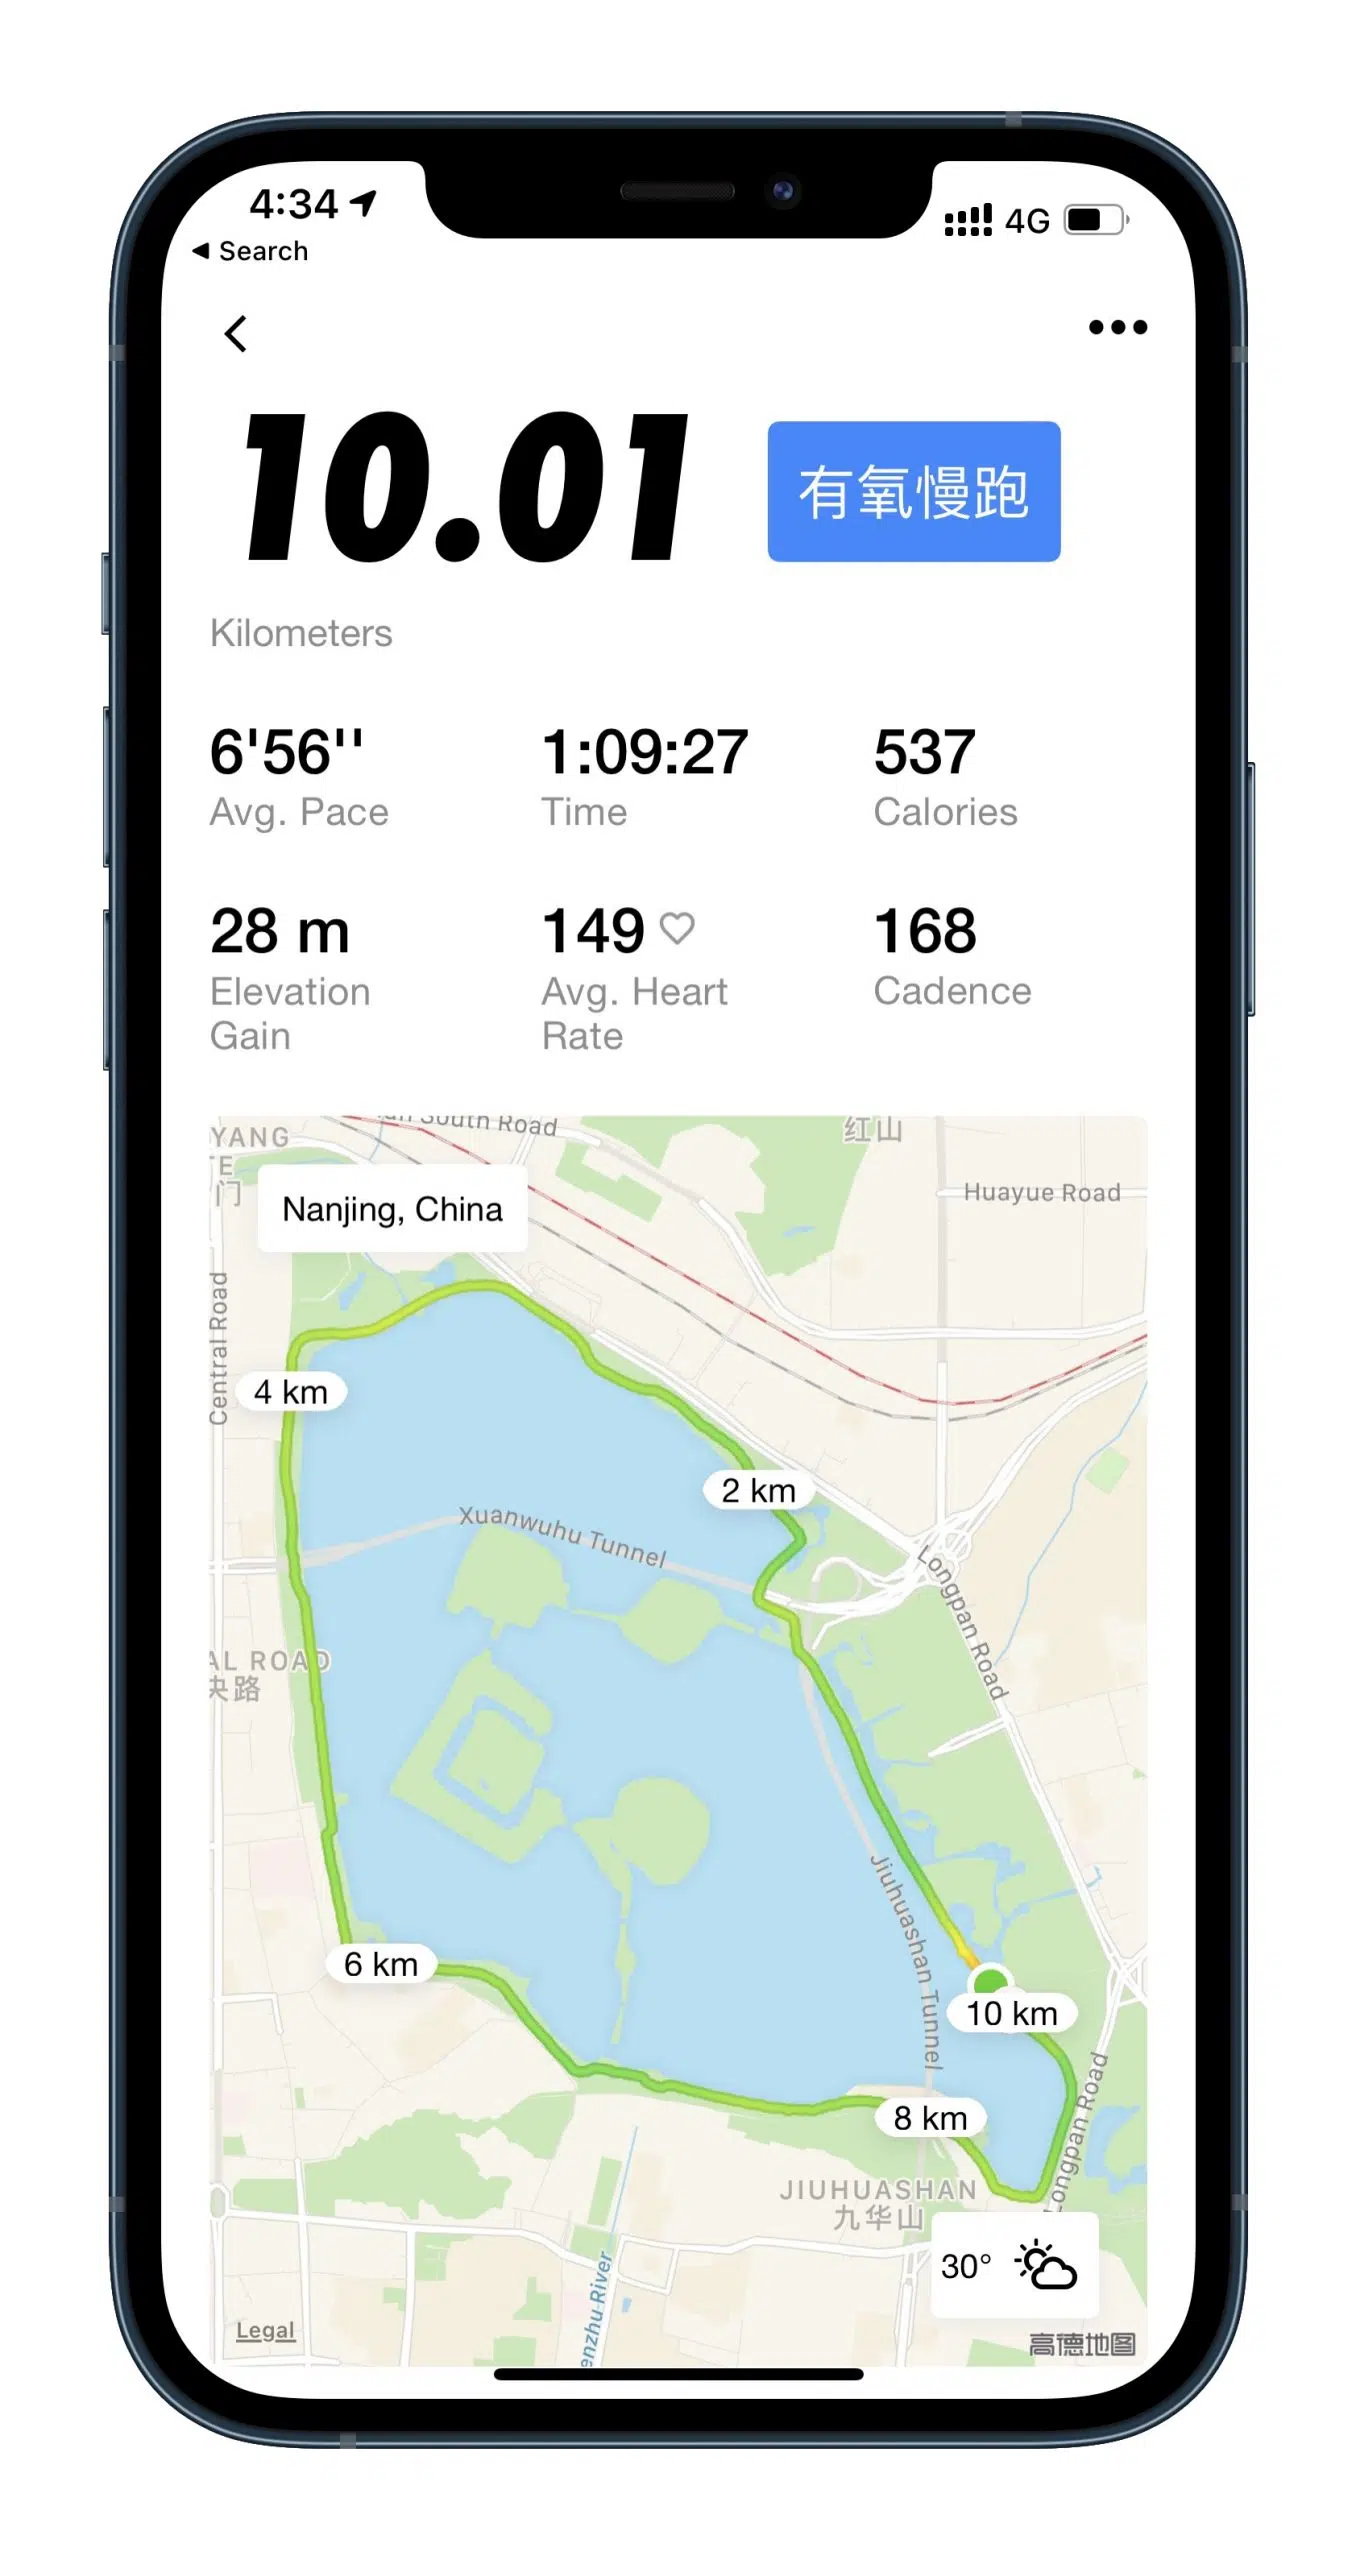 4:34
4G
Search
10.01
有氧慢跑
Kilometers
6'56''
1:09:27
537
Avg. Pace
Time
Calories
28 m
149
168
Elevation
Gain
Avg. Heart
Rate
Cadence
South Road
红山
YANG
TE
门
Huayue Road
Nanjing, China
Central Road
4 km
2 km
Xuanwuhu Tunnel
Longpan Road
AL ROAD
央路
Jiuhuashan Tunnel
6 km
10 km
8 km
Longpan Road
JIUHUASHAN
九华山
30°
enzhu River
Legal
高德地图